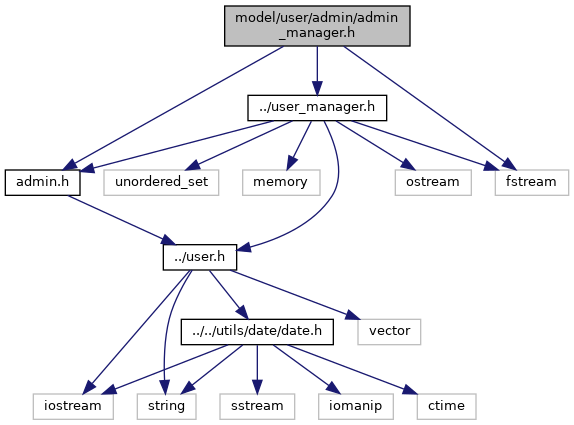 model/user/admin/admin
_manager.h
../user_manager.h
admin.h
unordered_set
memory
ostream
fstream
../user.h
../../utils/date/date.h
vector
iostream
string
sstream
iomanip
ctime